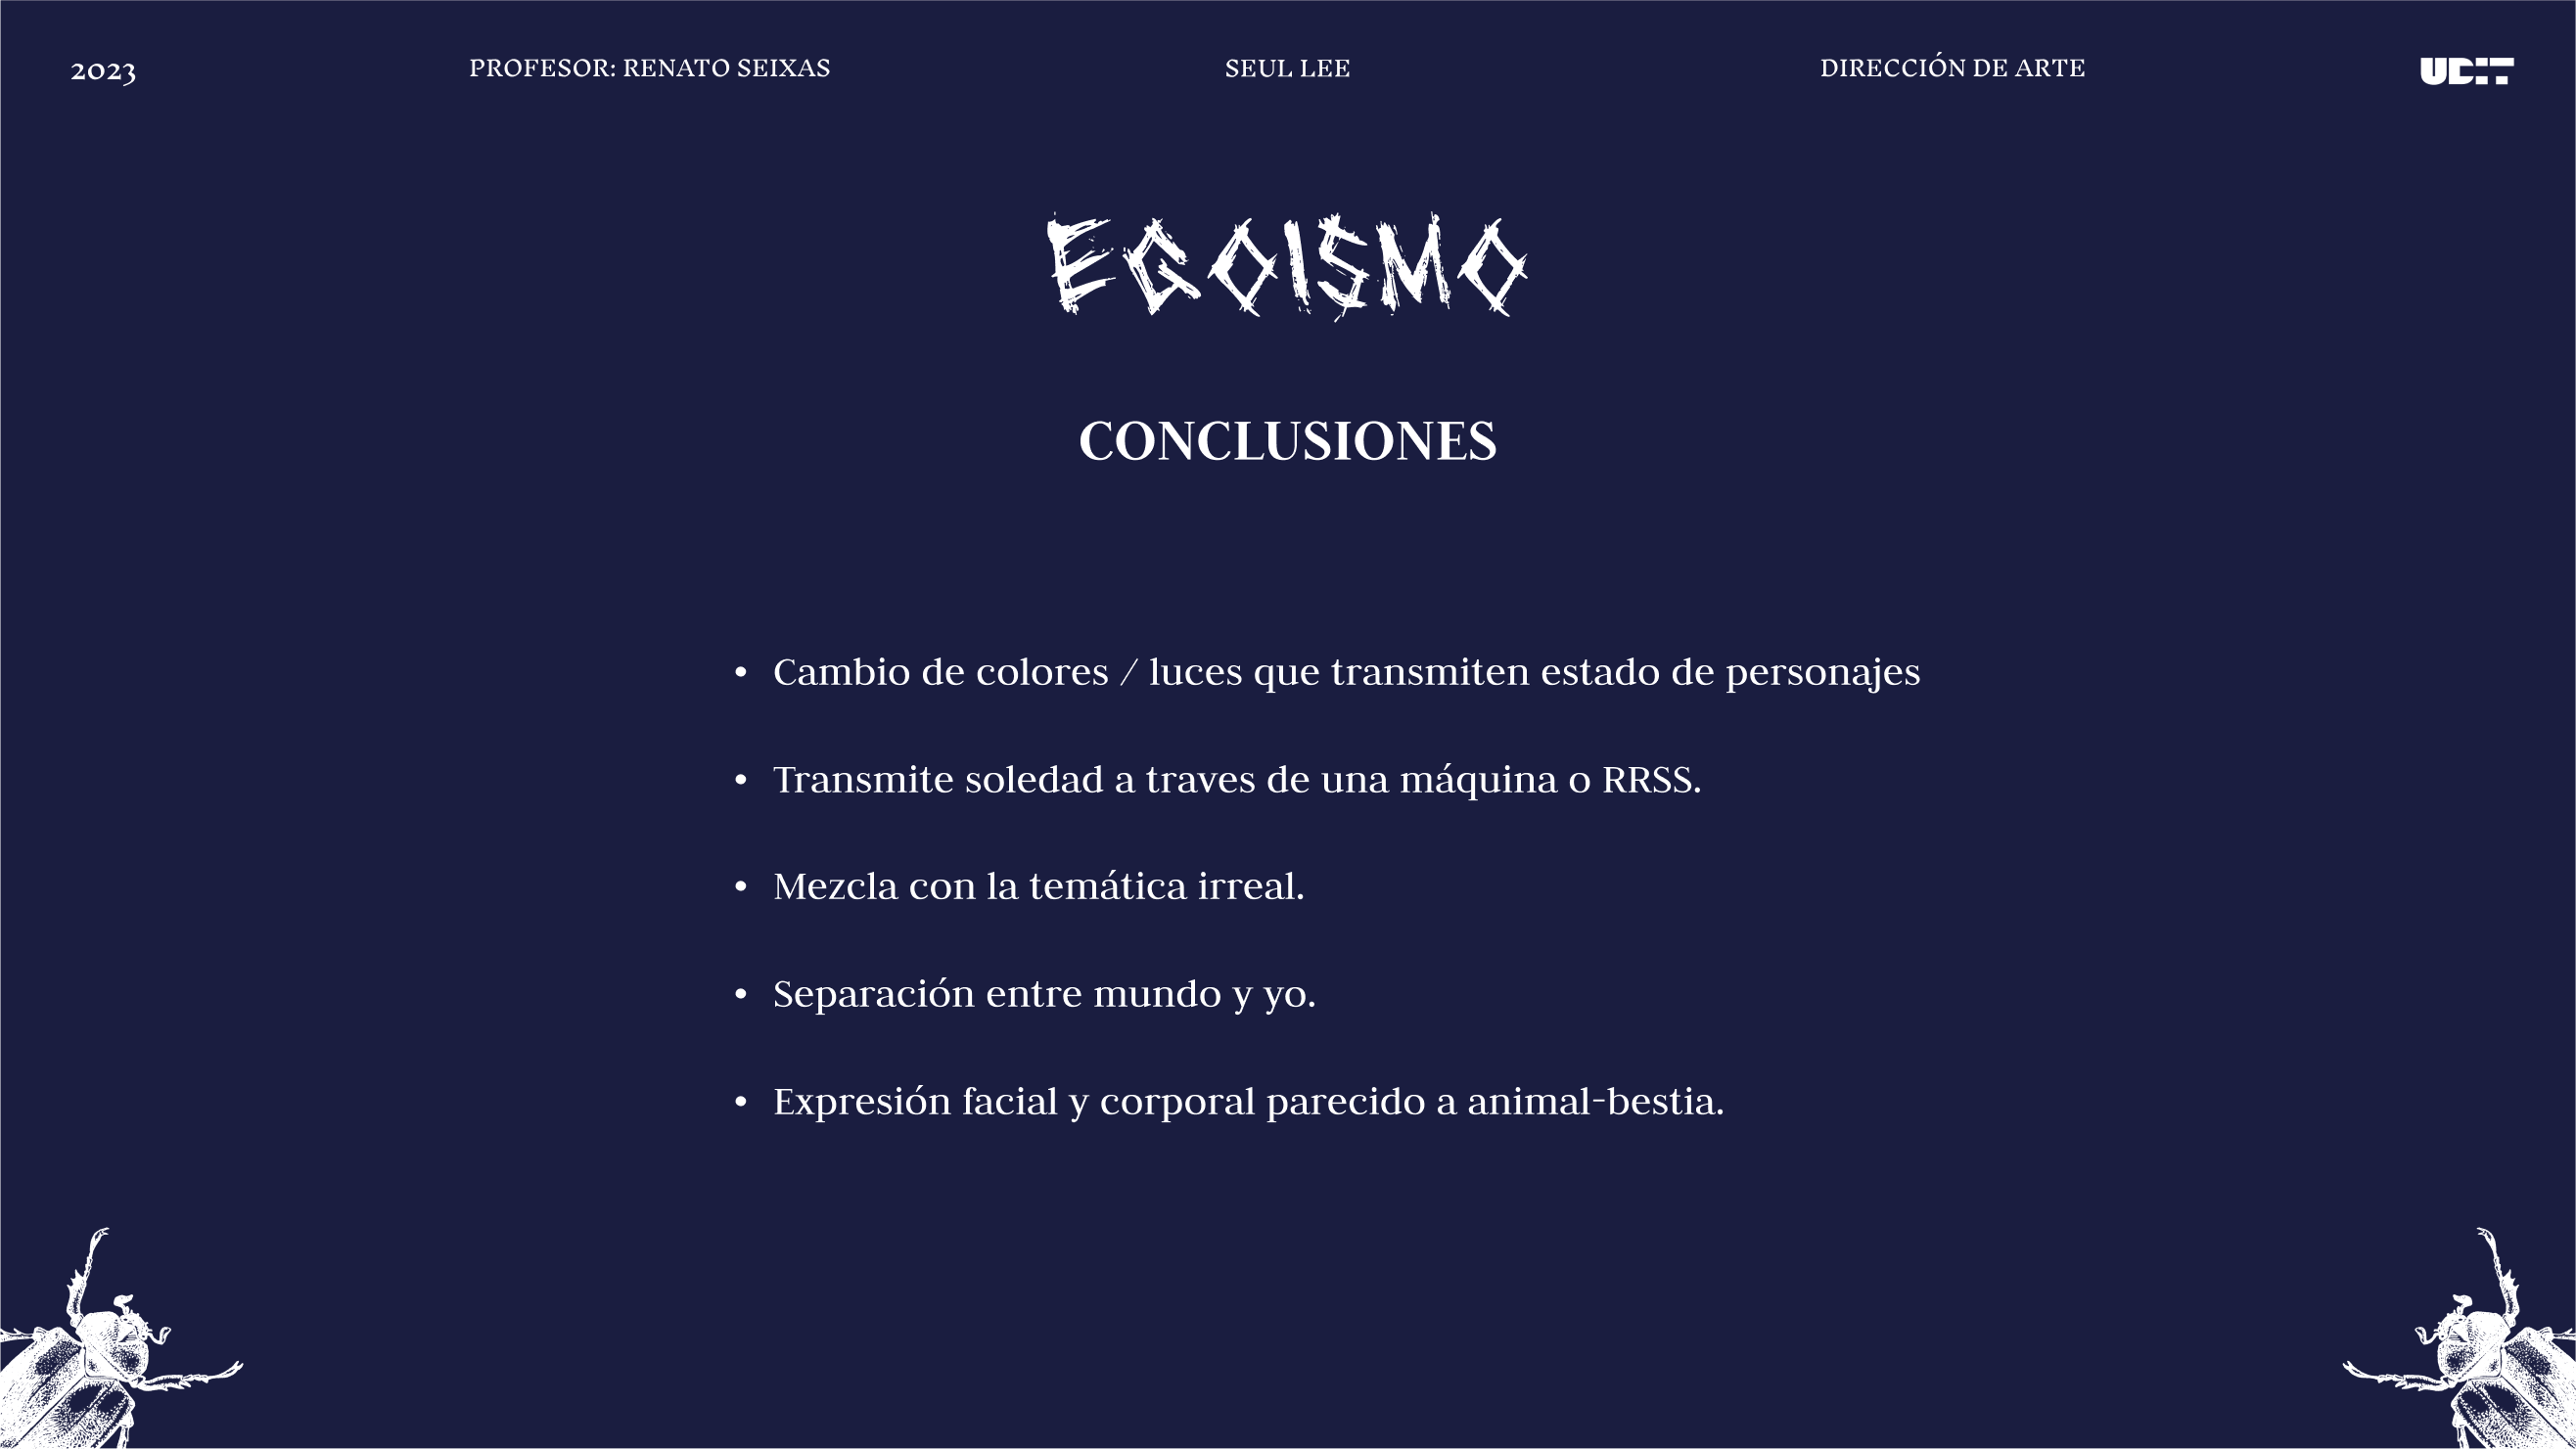 2023
PROFESOR: RENATO SEIXAS
SEUL LEE
DIRECCIÓN DE ARTE
UDIT
EGOISMO
CONCLUSIONES
• Cambio de colores / luces que transmiten estado de personajes
• Transmite soledad a traves de una máquina o RRSS.
• Mezcla con la temática irreal.
• Separación entre mundo y yo.
• Expresión facial y corporal parecido a animal-bestia.